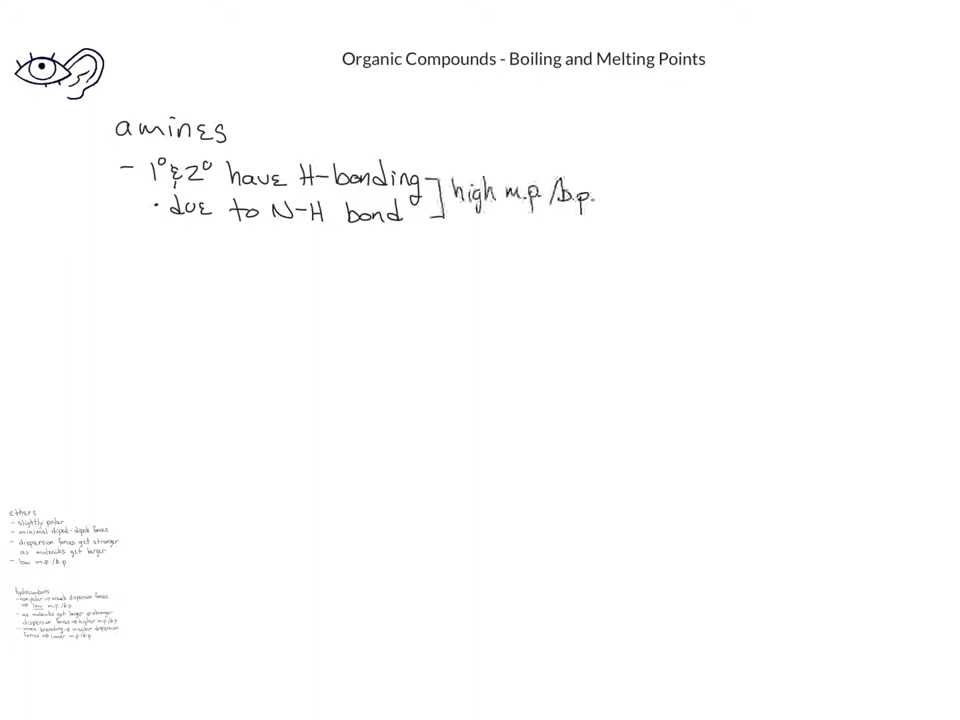 Organic Compounds - Boiling and Melting Points
amines
- 1° & 2° have H-bonding
· due to N-H bond ] high m.p./b.p.
ethers
- slightly polar
- minimal dipole-dipole forces
- dispersion forces get stronger
as molecules get larger
- low m.p./b.p
hydrocarbons
- non-polar → weak dispersion forces
⇒ low m.p./b.p
- as molecules get larger → stronger
dispersion forces → higher m.p/b.p
- more branching → weaker dispersion
forces → lower m.p/b.p